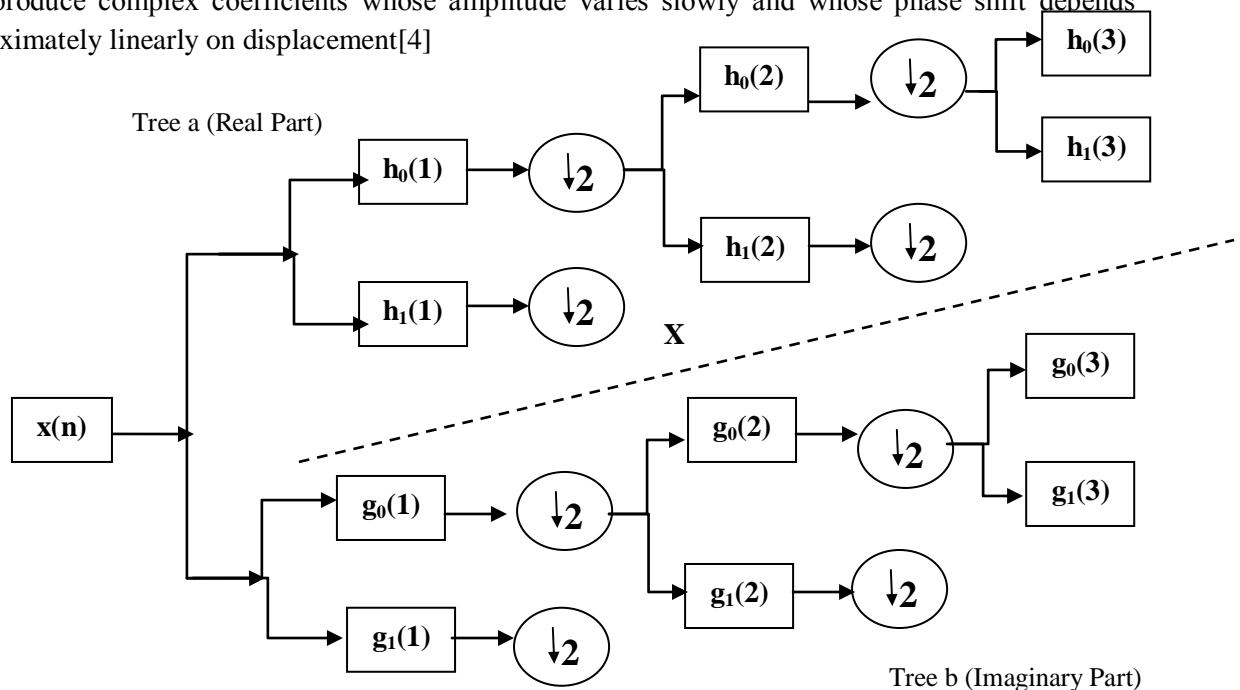 produce complex coefficients whose amplitude varies slowly and whose phase shift depends
ximately linearly on displacement[4]
h₀(3)
h₀(2)
↓2
Tree a (Real Part)
h₁(3)
h₀(1)
↓2
h₁(2)
↓2
h₁(1)
↓2
X
g₀(3)
x(n)
g₀(2)
↓2
g₁(3)
g₀(1)
↓2
g₁(2)
↓2
g₁(1)
↓2
Tree b (Imaginary Part)